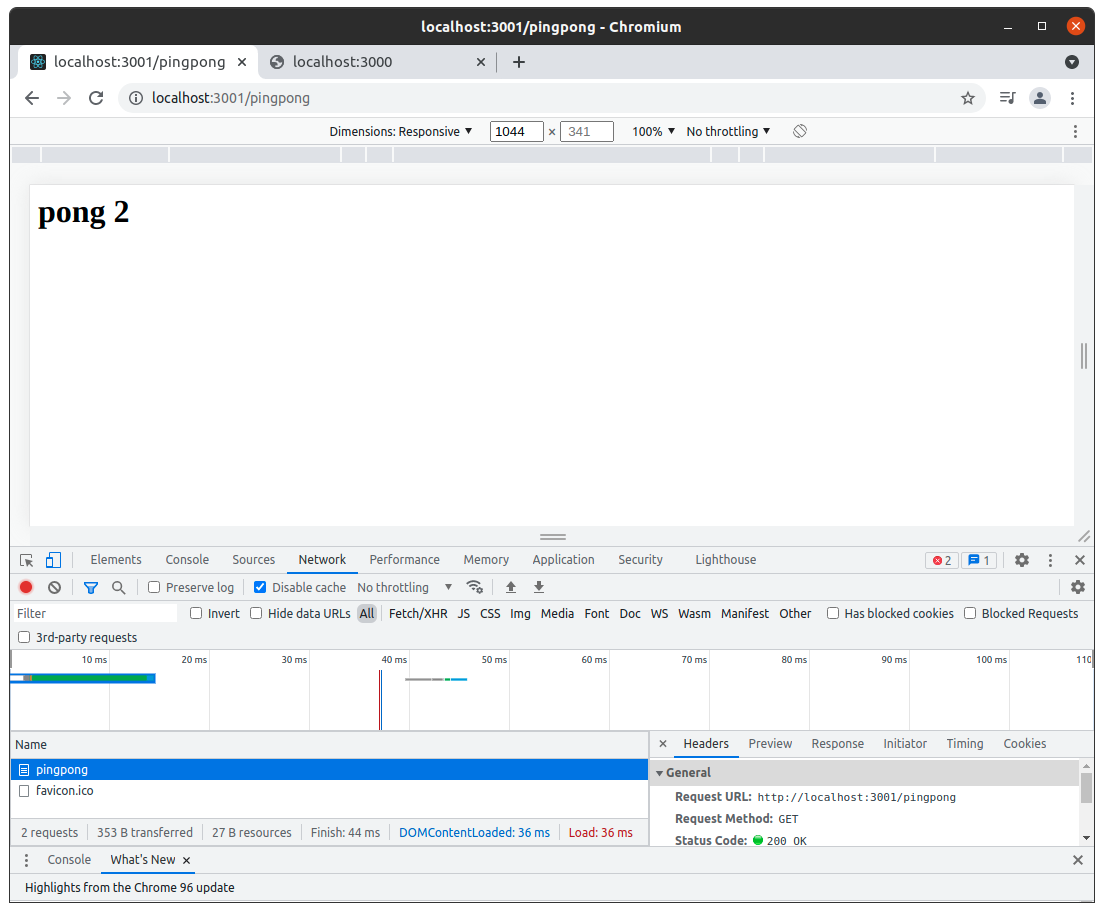 localhost:3001/pingpong - Chromium
localhost:3001/pingpong localhost:3000
localhost:3001/pingpong
Dimensions: Responsive 1044 × 341 100% No throttling
pong 2
Elements Console Sources Network Performance Memory Application Security Lighthouse 2 1
Preserve log Disable cache No throttling
Filter Invert Hide data URLs All Fetch/XHR JS CSS Img Media Font Doc WS Wasm Manifest Other Has blocked cookies Blocked Requests
3rd-party requests
10 ms 20 ms 30 ms 40 ms 50 ms 60 ms 70 ms 80 ms 90 ms 100 ms 110
Name
pingpong
favicon.ico
2 requests 353 B transferred 27 B resources Finish: 44 ms DOMContentLoaded: 36 ms Load: 36 ms
Headers Preview Response Initiator Timing Cookies
General
Request URL: http://localhost:3001/pingpong
Request Method: GET
Status Code: 200 OK
Console What's New
Highlights from the Chrome 96 update